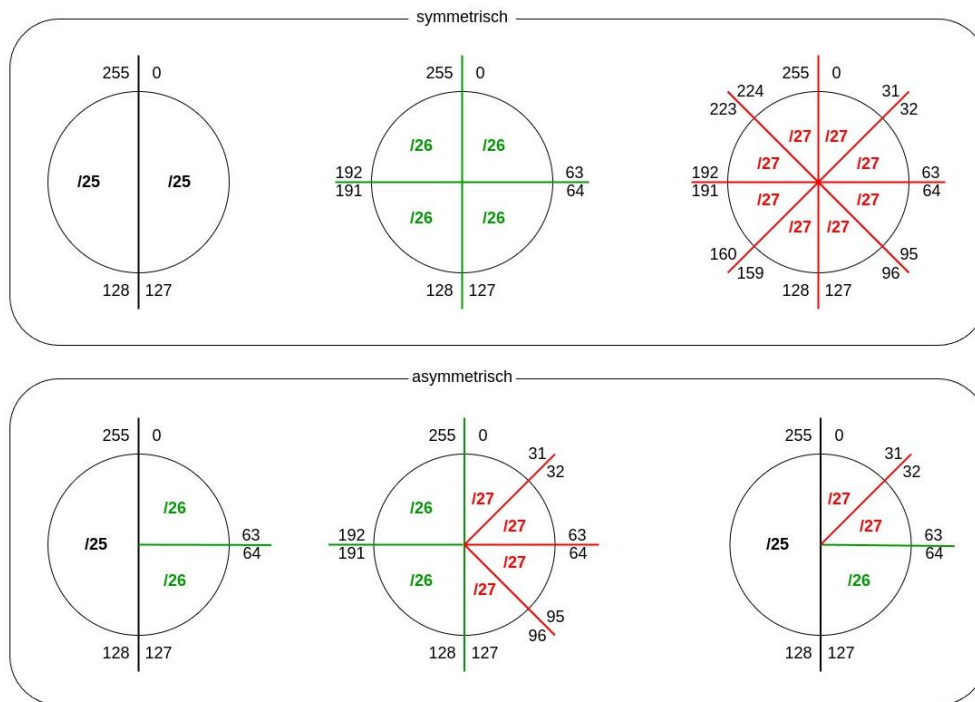 symmetrisch
255 0 255 0 255 0
224 31
223 32
/26 /26 /27 /27
192 63 192 /27 /27 63
/25 /25
191 64 191 /27 /27 64
/26 /26 /27 /27
160 95
159 96
128 127 128 127 128 127
asymmetrisch
255 0 255 0 255 0
31 31
32 32
/26 /26 /27 /27
192 /27 /27
63 63 63
/25 /25
64 191 64 64
/27
/26 /26 /27 /26
95
96
128 127 128 127 128 127